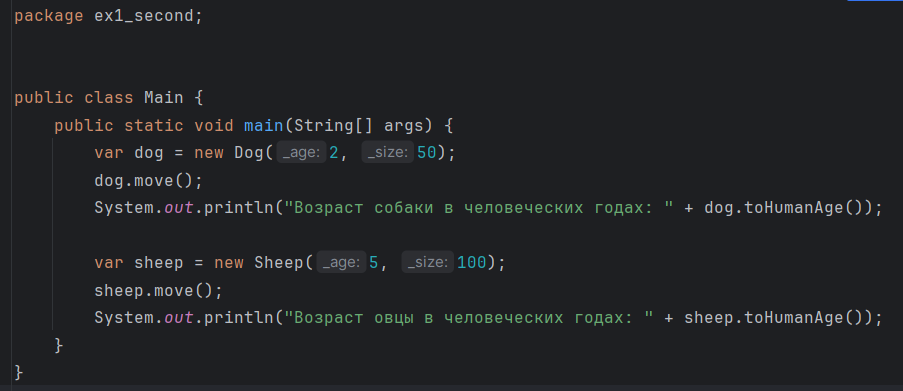 package ex1_second;
public class Main {
public static void main(String[] args) {
var dog = new Dog( _age: 2, _size: 50);
dog.move();
System.out.println("Возраст собаки в человеческих годах: " + dog.toHumanAge());
var sheep = new Sheep( _age: 5, _size: 100);
sheep.move();
System.out.println("Возраст овцы в человеческих годах: " + sheep.toHumanAge());
}
}